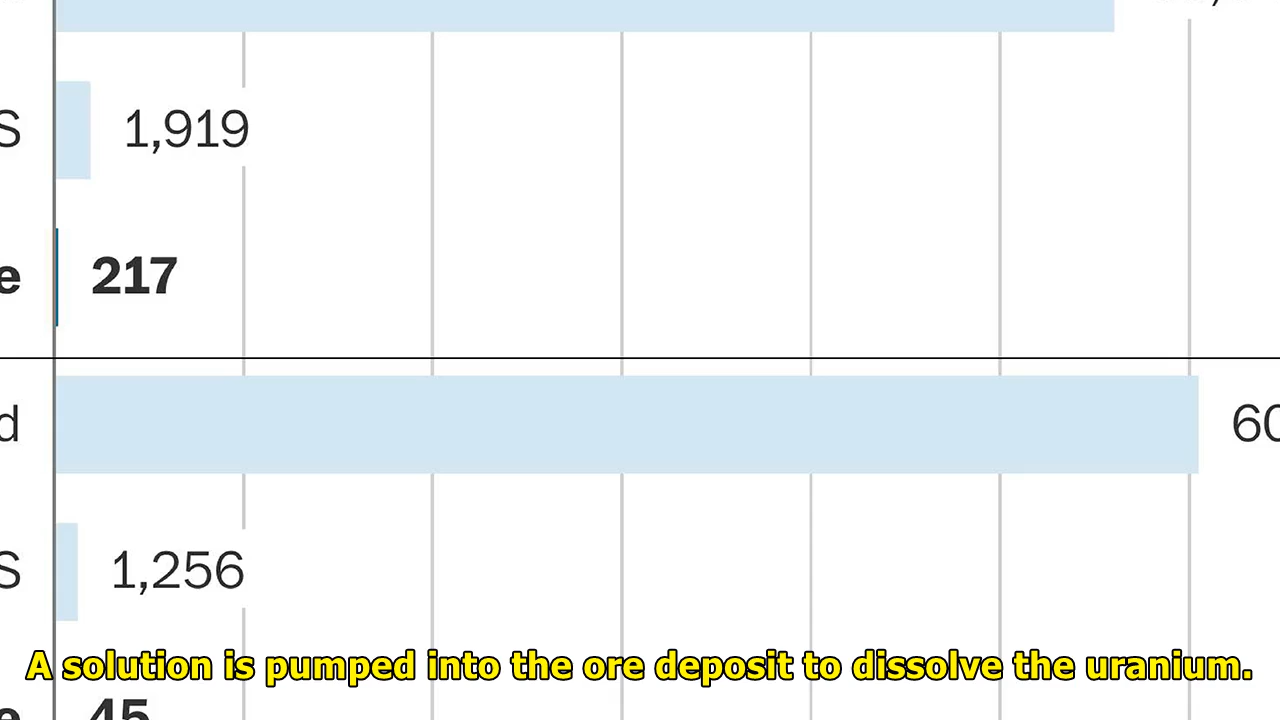 S 1,919
e 217
d 60
S 1,256
A solution is pumped into the ore deposit to dissolve the uranium.
e 45